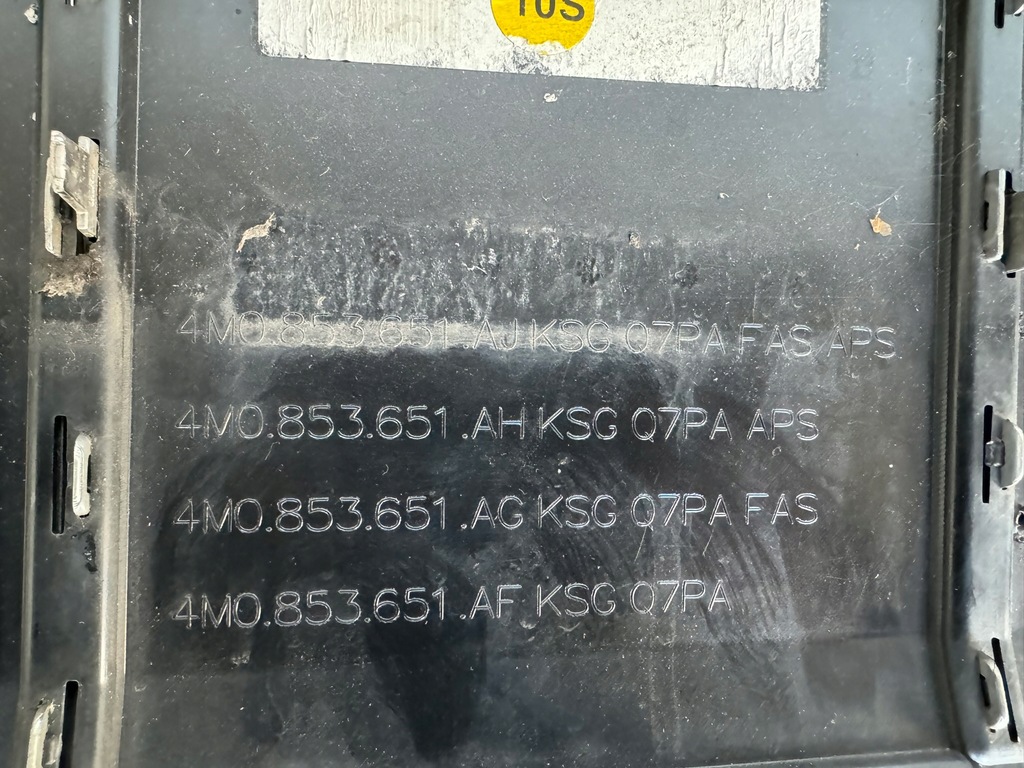 10S
4M0.853.651.AJ KSG Q7PA FAS APS
4M0.853.651.AH KSG Q7PA APS
4M0.853.651.AG KSG Q7PA FAS
4M0.853.651.AF KSG Q7PA